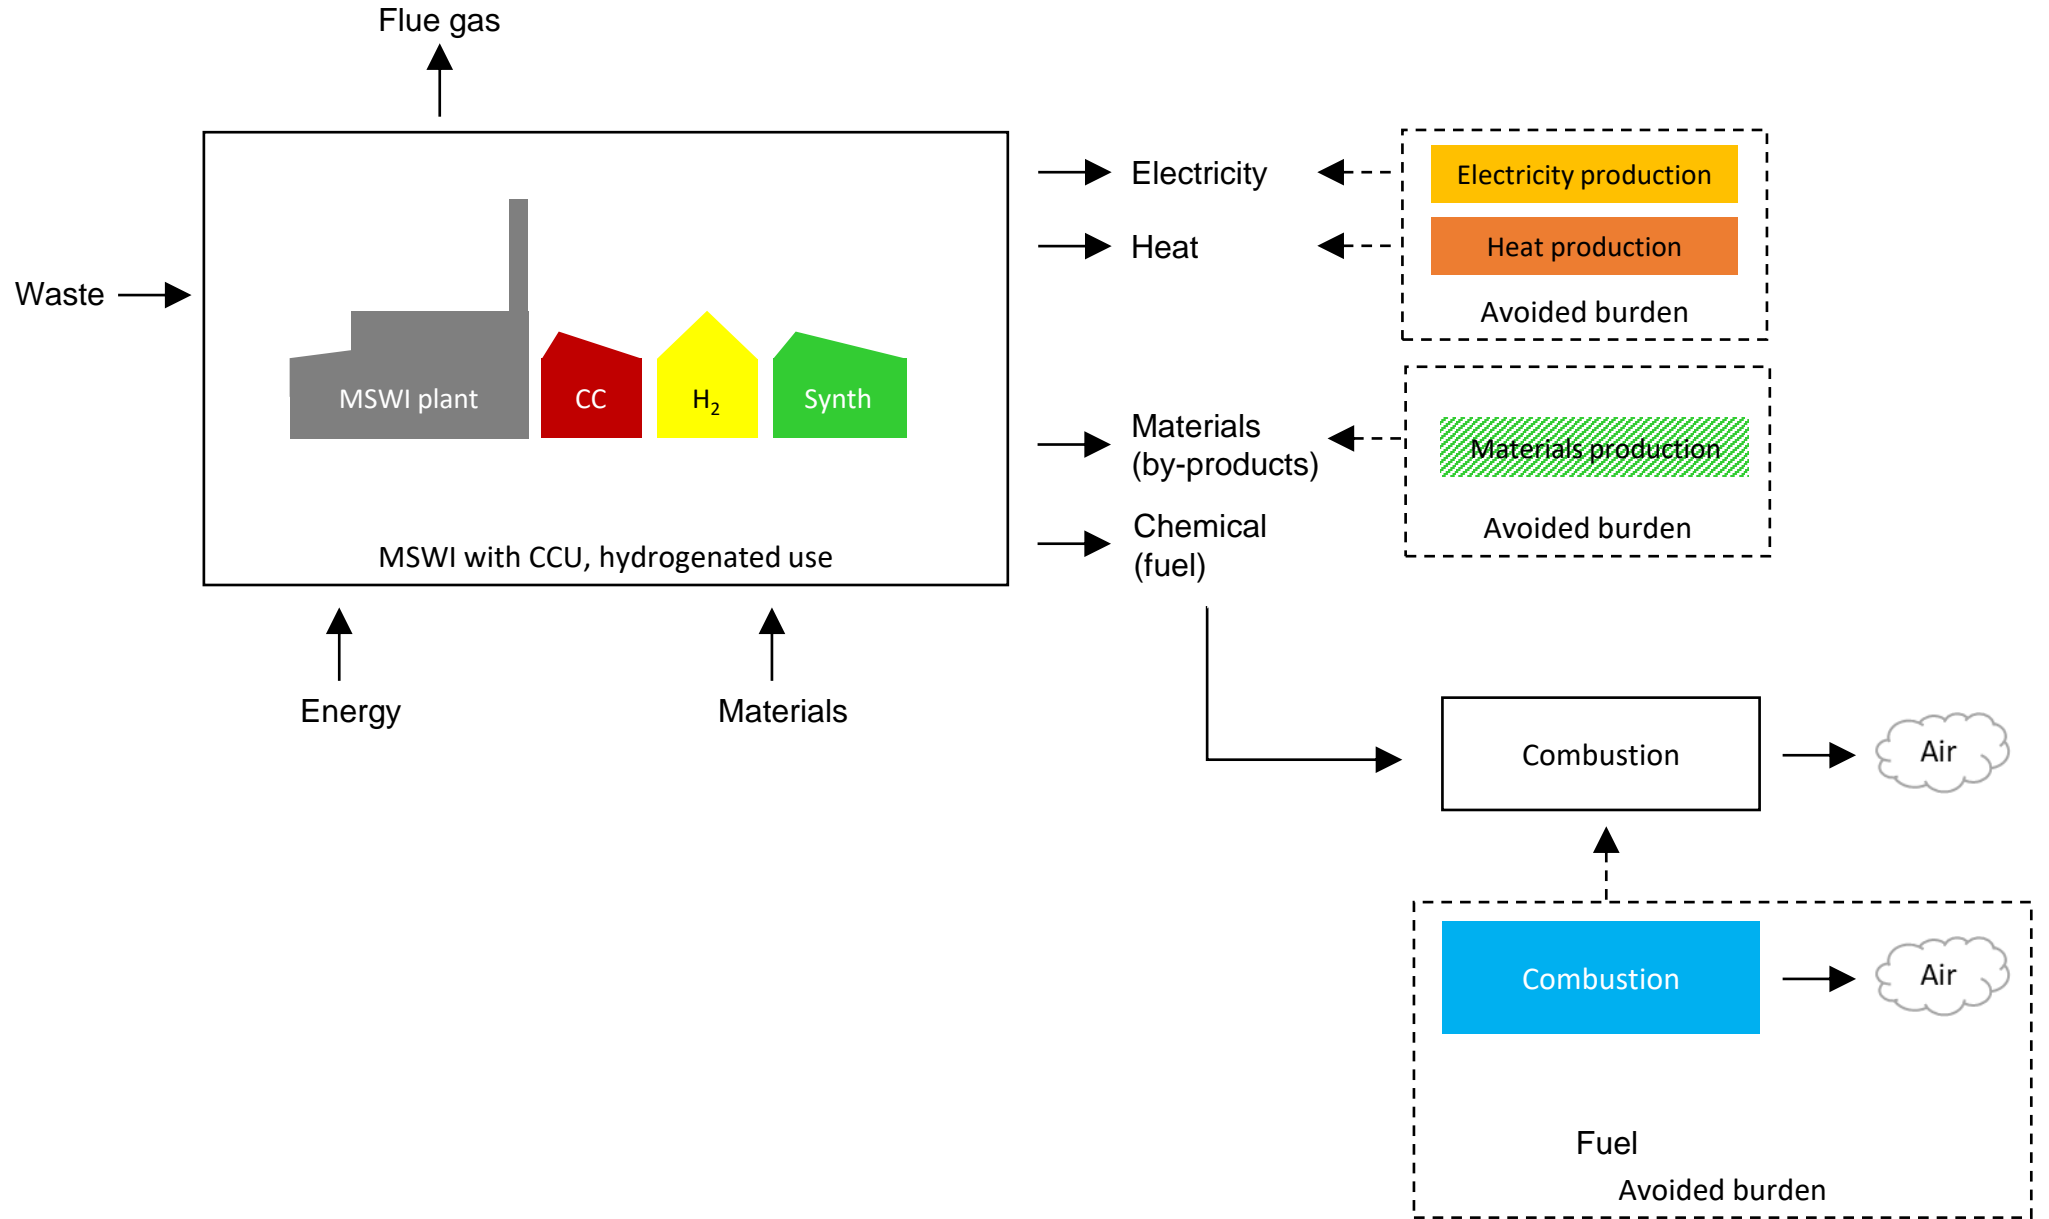 Flue gas
Waste
MSWI plant
CC
H₂
Synth
MSWI with CCU, hydrogenated use
Energy
Materials
Electricity
Heat
Materials
(by-products)
Chemical
(fuel)
Electricity production
Heat production
Avoided burden
Materials production
Avoided burden
Combustion
Air
Combustion
Air
Fuel
Avoided burden